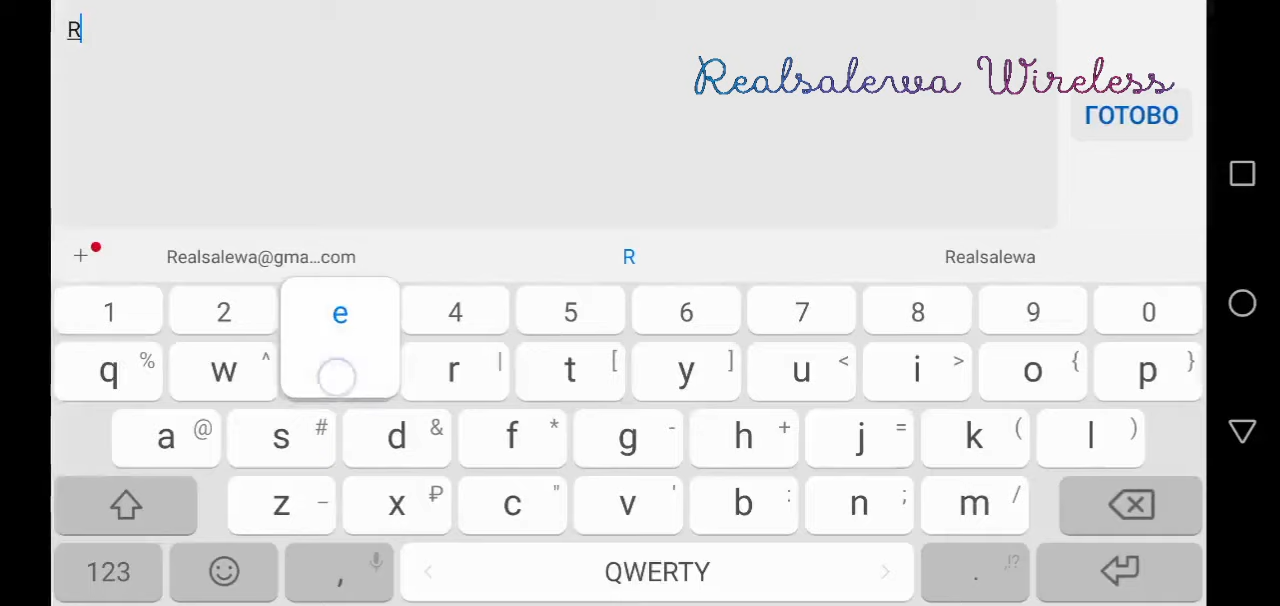 R
Realsalewa Wireless
ГОТОВО
+ Realsalewa@gma...com R Realsalewa
1 2 e 4 5 6 7 8 9 0
q % w ^ r | t [ y ] u < i > o { p }
a @ s # d & f * g - h + j = k ( l )
z _ x ₽ c " v ' b : n ; m /
123 , < QWERTY > . ,!?